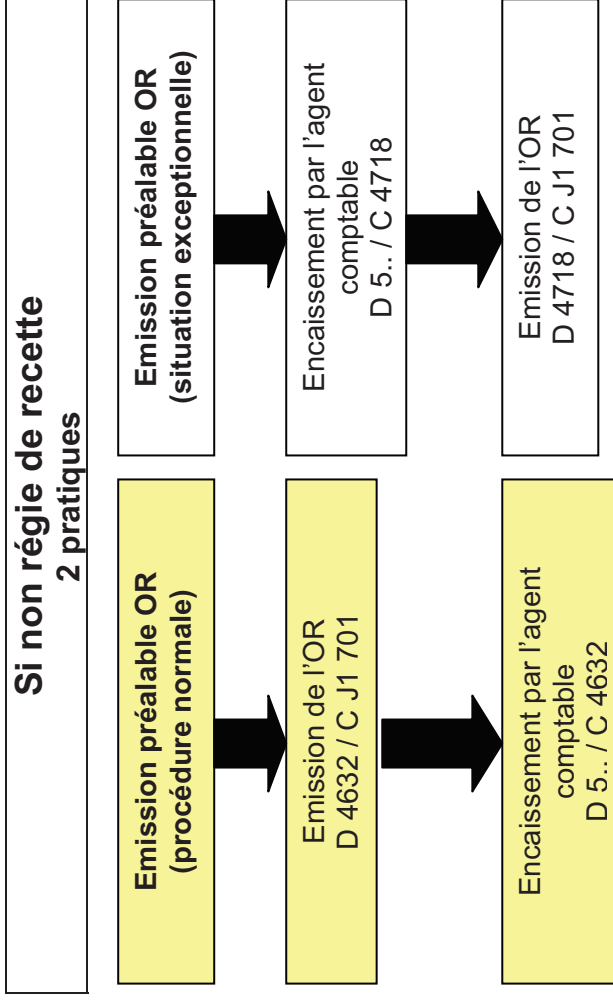 Si non régie de recette
2 pratiques
Emission préalable OR
(procédure normale)
Emission de l'OR
D 4632 / C J1 701
Encaissement par l'agent
comptable
D 5.. / C 4632
Emission préalable OR
(situation exceptionnelle)
Encaissement par l'agent
comptable
D 5.. / C 4718
Emission de l'OR
D 4718 / C J1 701